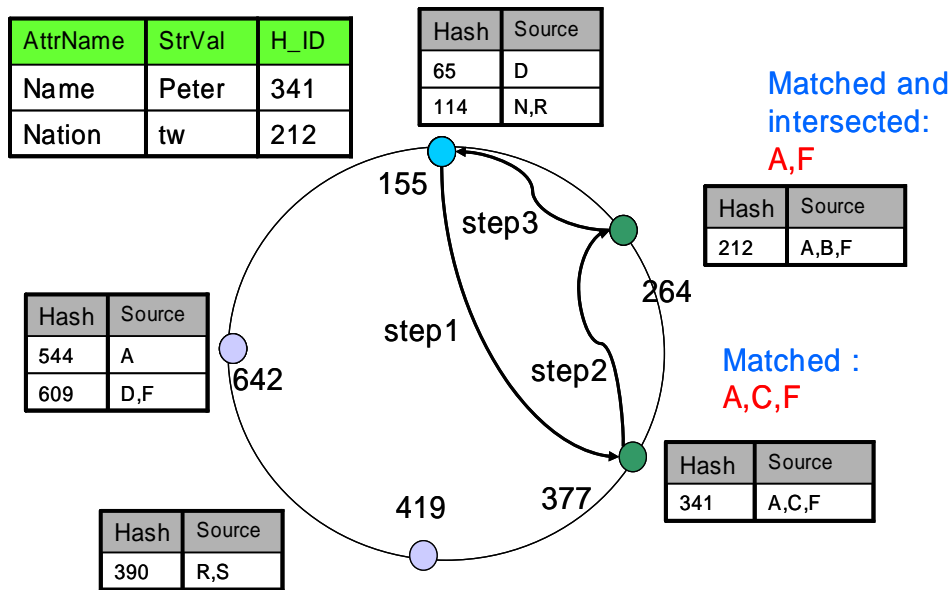 AttrName StrVal H_ID
Name Peter 341
Nation tw 212
Hash Source
65 D
114 N,R
Matched and
intersected:
A,F
Hash Source
212 A,B,F
155
step3
264
step1
step2
Hash Source
544 A
609 D,F
642
Matched :
A,C,F
Hash Source
341 A,C,F
377
419
Hash Source
390 R,S